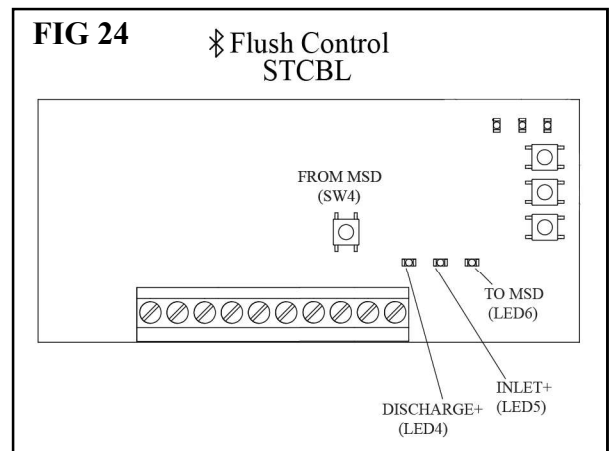 FIG 24
Flush Control
STCBL
FROM MSD
(SW4)
TO MSD
(LED6)
INLET+
(LED5)
DISCHARGE+
(LED4)